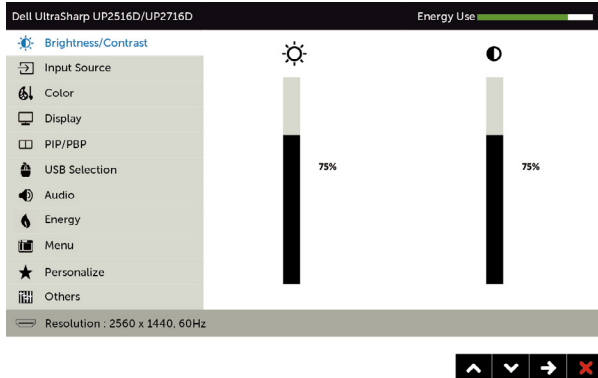 Dell UltraSharp UP2516D/UP2716D Energy Use
Brightness/Contrast
Input Source
Color
Display
PIP/PBP
USB Selection
Audio
Energy
Menu
Personalize
Others
75% 75%
Resolution : 2560 x 1440, 60Hz